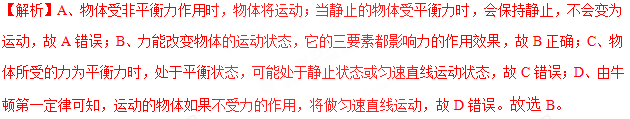 【解析】A、物体受非平衡力作用时，物体将运动；当静止的物体受平衡力时，会保持静止，不会变为
运动，故 A 错误；B、力能改变物体的运动状态，它的三要素都影响力的作用效果，故 B 正确；C、物
体所受的力为平衡力时，处于平衡状态，可能处于静止状态或匀速直线运动状态，故 C 错误；D、由牛
顿第一定律可知，运动的物体如果不受力的作用，将做匀速直线运动，故 D 错误。故选 B。